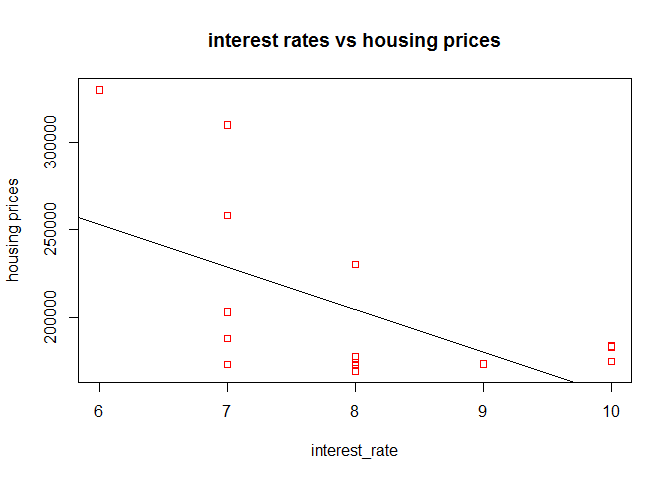 interest rates vs housing prices
housing prices
300000
250000
200000
6 7 8 9 10
interest_rate